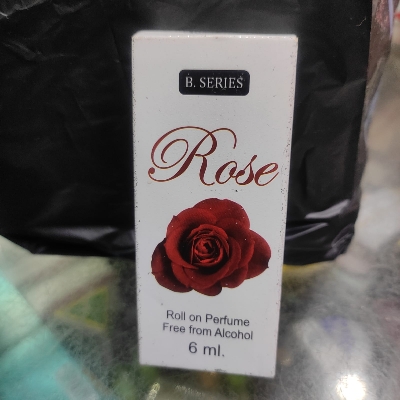 B. SERIES
Rose
Roll on Perfume
Free from Alcohol
6 ml.